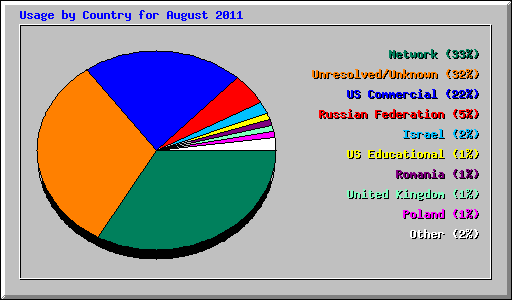 Usage by Country for August 2011
Network (33%)
Unresolved/Unknown (32%)
US Commercial (22%)
Russian Federation (5%)
Israel (2%)
US Educational (1%)
Romania (1%)
United Kingdom (1%)
Poland (1%)
Other (2%)